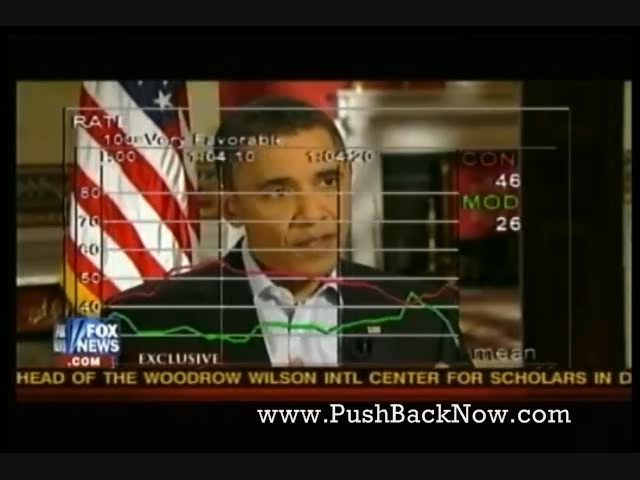 RATE
100=Very Favorable
1:00 1:04:10 1:04:20
CON
46
MOD
26
80
70
60
50
40
FOX
NEWS
.COM
EXCLUSIVE
mean
HEAD OF THE WOODROW WILSON INTL CENTER FOR SCHOLARS IN D
www.PushBackNow.com